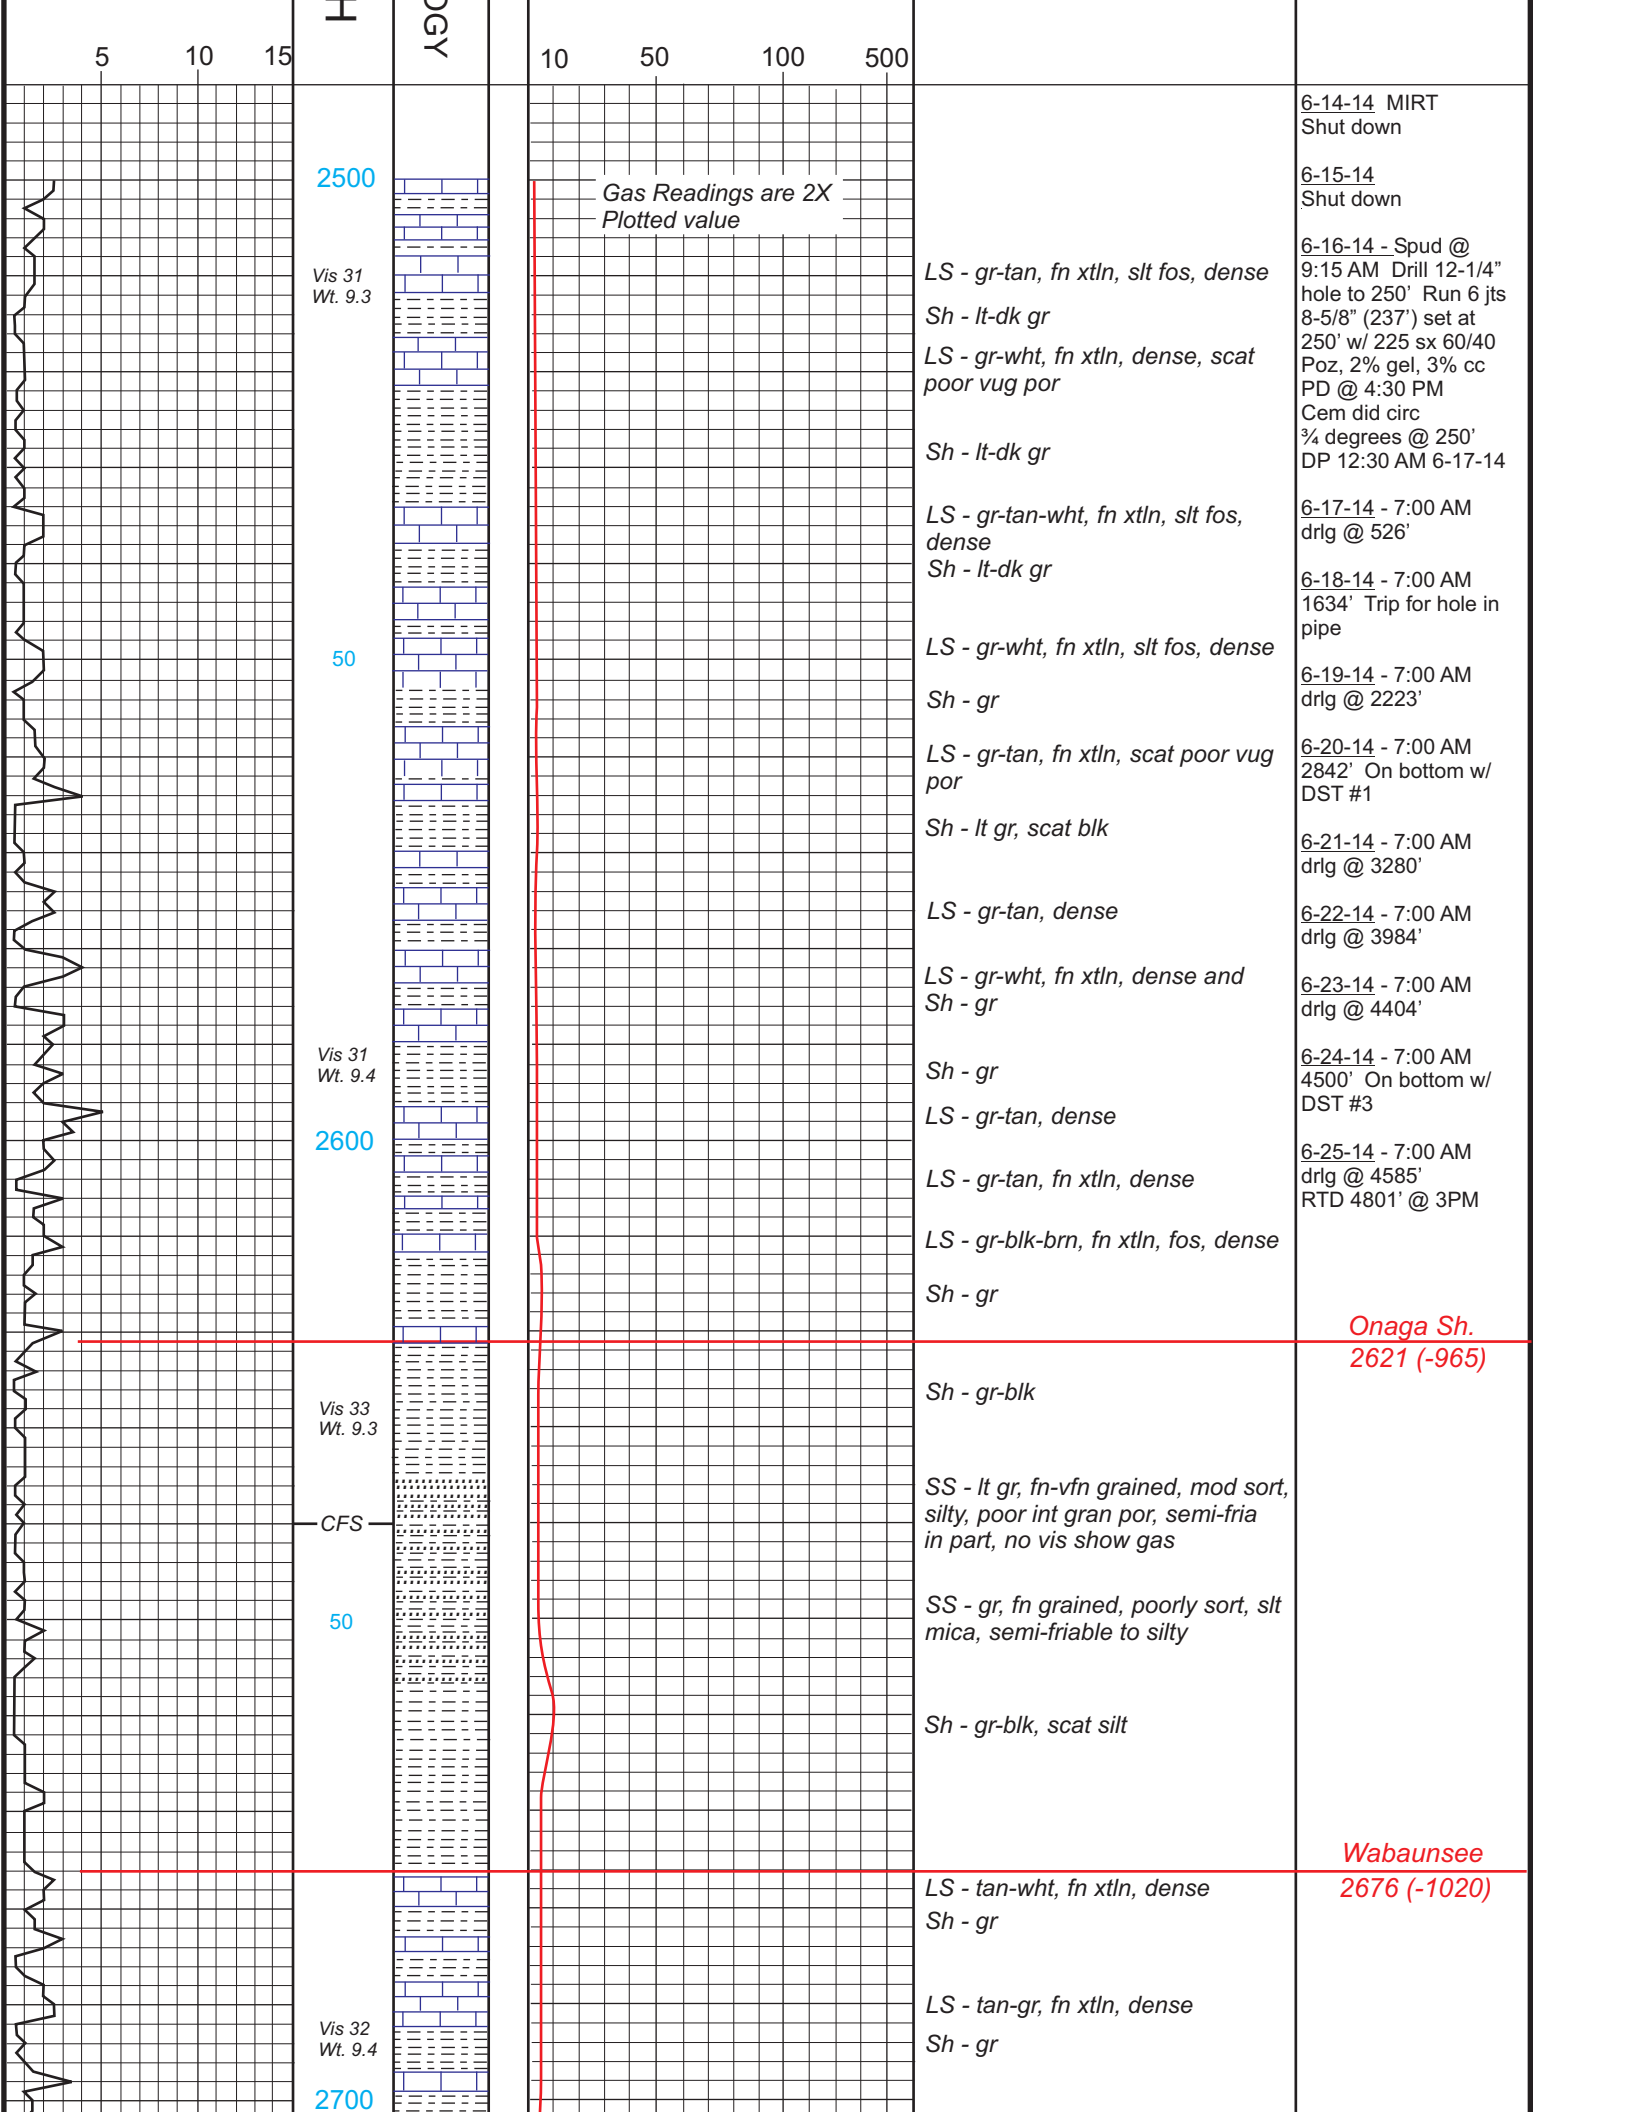 H
OGY
5 10 15
10 50 100 500
6-14-14 MIRT
Shut down
2500
Gas Readings are 2X
Plotted value
6-15-14
Shut down
6-16-14 - Spud @
9:15 AM Drill 12-1/4”
hole to 250’ Run 6 jts
8-5/8” (237’) set at
250’ w/ 225 sx 60/40
Poz, 2% gel, 3% cc
PD @ 4:30 PM
Cem did circ
¾ degrees @ 250’
DP 12:30 AM 6-17-14
Vis 31
Wt. 9.3
LS - gr-tan, fn xtln, slt fos, dense
Sh - lt-dk gr
LS - gr-wht, fn xtln, dense, scat
poor vug por
Sh - lt-dk gr
LS - gr-tan-wht, fn xtln, slt fos,
dense
Sh - lt-dk gr
6-17-14 - 7:00 AM
drlg @ 526’
6-18-14 - 7:00 AM
1634’ Trip for hole in
pipe
50
LS - gr-wht, fn xtln, slt fos, dense
Sh - gr
6-19-14 - 7:00 AM
drlg @ 2223’
LS - gr-tan, fn xtln, scat poor vug
por
6-20-14 - 7:00 AM
2842’ On bottom w/
DST #1
Sh - lt gr, scat blk
6-21-14 - 7:00 AM
drlg @ 3280’
LS - gr-tan, dense
6-22-14 - 7:00 AM
drlg @ 3984’
LS - gr-wht, fn xtln, dense and
Sh - gr
6-23-14 - 7:00 AM
drlg @ 4404’
Vis 31
Wt. 9.4
Sh - gr
6-24-14 - 7:00 AM
4500’ On bottom w/
DST #3
LS - gr-tan, dense
2600
LS - gr-tan, fn xtln, dense
6-25-14 - 7:00 AM
drlg @ 4585’
RTD 4801’ @ 3PM
LS - gr-blk-brn, fn xtln, fos, dense
Sh - gr
Onaga Sh.
2621 (-965)
Sh - gr-blk
Vis 33
Wt. 9.3
SS - lt gr, fn-vfn grained, mod sort,
silty, poor int gran por, semi-fria
in part, no vis show gas
CFS
SS - gr, fn grained, poorly sort, slt
mica, semi-friable to silty
50
Sh - gr-blk, scat silt
Wabaunsee
2676 (-1020)
LS - tan-wht, fn xtln, dense
Sh - gr
LS - tan-gr, fn xtln, dense
Sh - gr
Vis 32
Wt. 9.4
2700